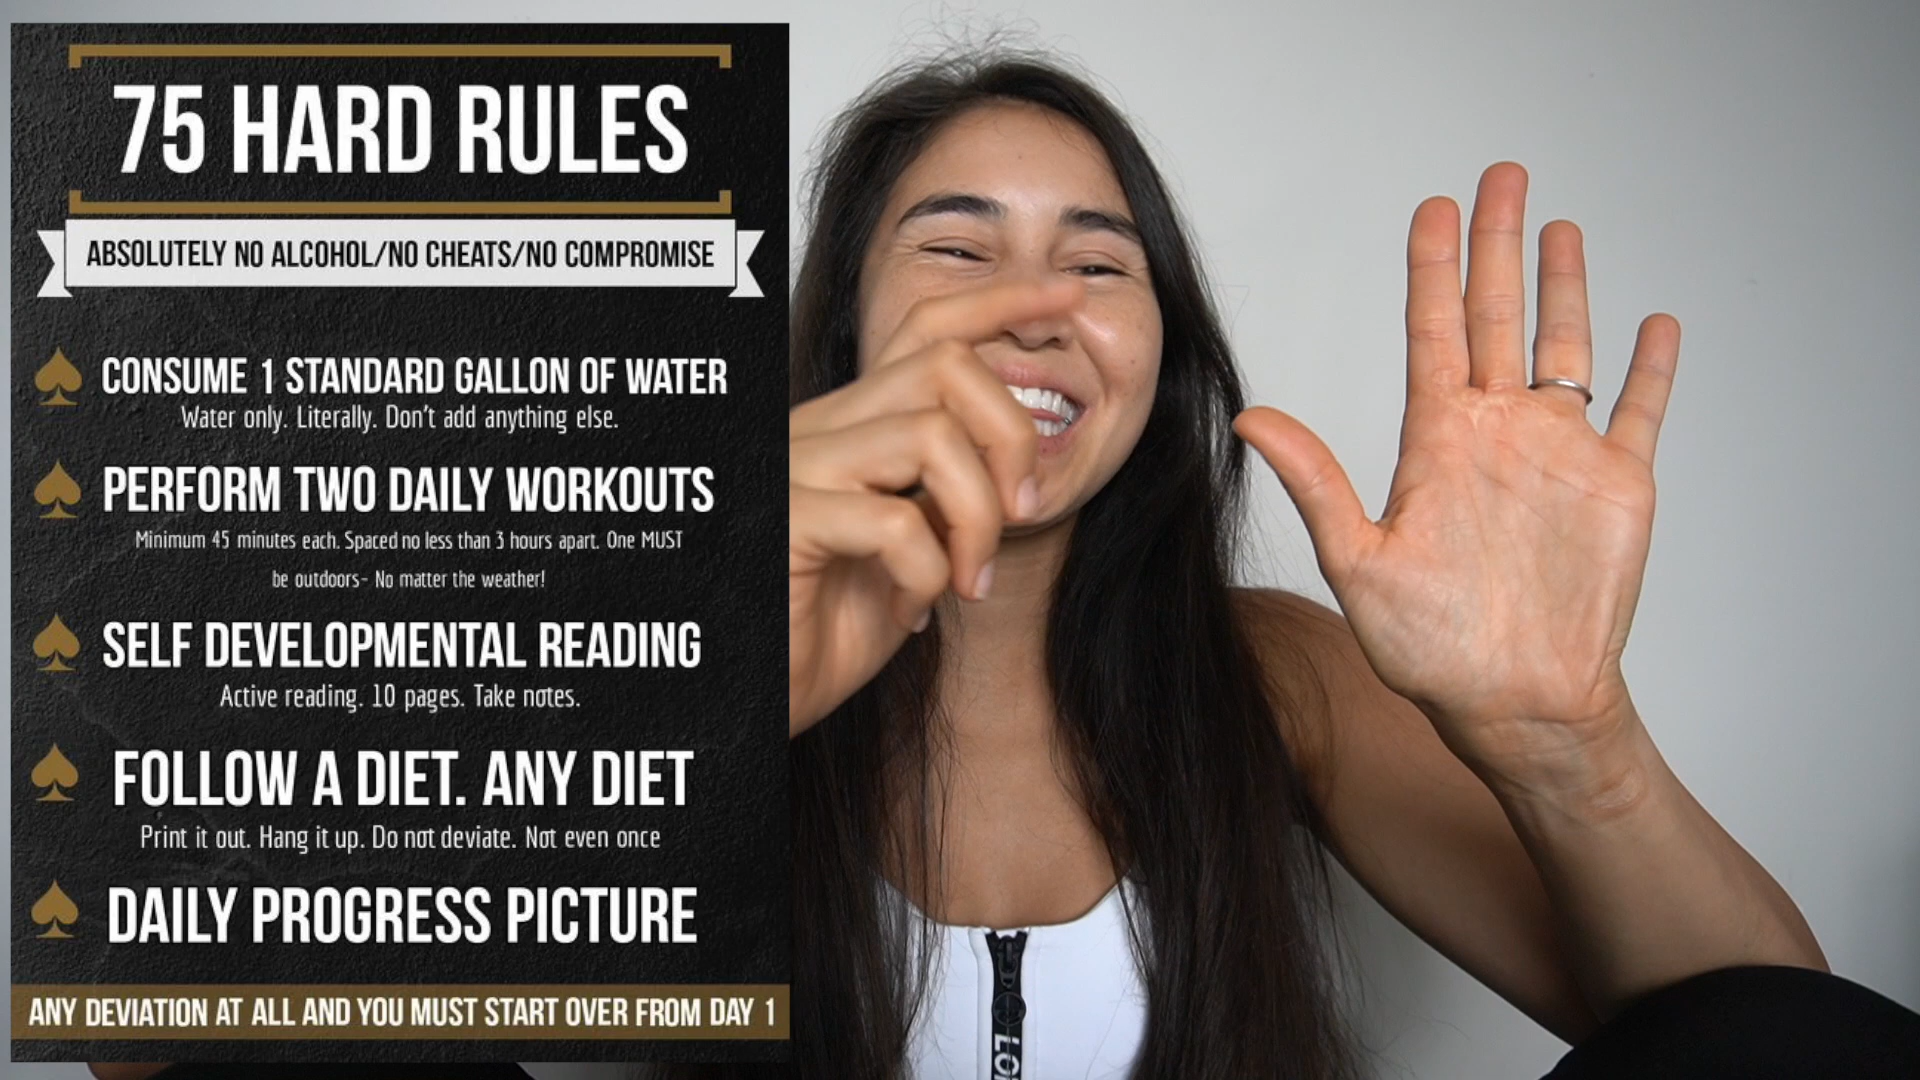 75 HARD RULES
ABSOLUTELY NO ALCOHOL/NO CHEATS/NO COMPROMISE
CONSUME 1 STANDARD GALLON OF WATER
Water only. Literally. Don't add anything else.
PERFORM TWO DAILY WORKOUTS
Minimum 45 minutes each. Spaced no less than 3 hours apart. One MUST
be outdoors- No matter the weather!
SELF DEVELOPMENTAL READING
Active reading. 10 pages. Take notes.
FOLLOW A DIET. ANY DIET
Print it out. Hang it up. Do not deviate. Not even once
DAILY PROGRESS PICTURE
ANY DEVIATION AT ALL AND YOU MUST START OVER FROM DAY 1